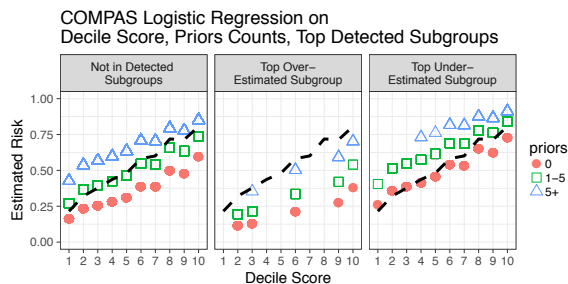 COMPAS Logistic Regression on
Decile Score, Priors Counts, Top Detected Subgroups
Not in Detected
Subgroups
Top Over−
Estimated Subgroup
Top Under−
Estimated Subgroup
Estimated Risk
1.00
0.75
0.50
0.25
0.00
1 2 3 4 5 6 7 8 9 10
1 2 3 4 5 6 7 8 9 10
1 2 3 4 5 6 7 8 9 10
Decile Score
priors
0
1−5
5+